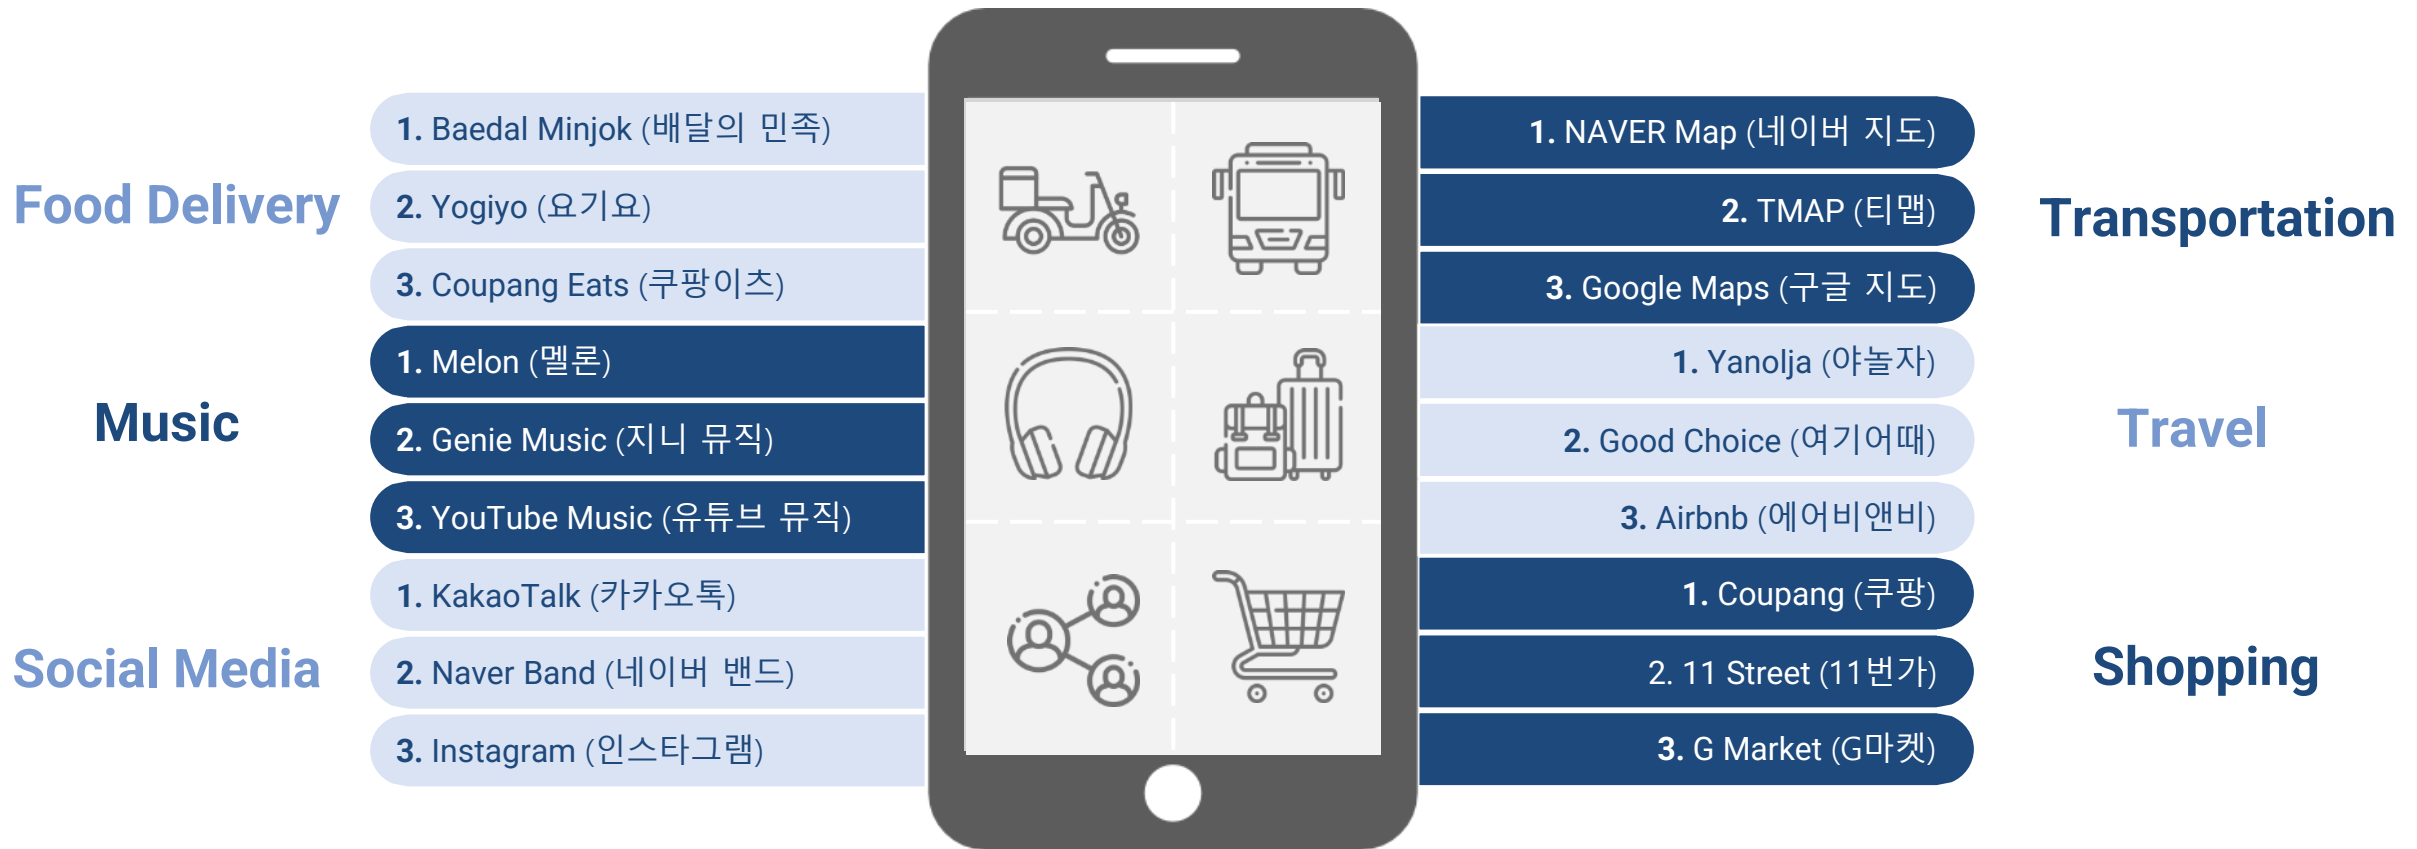 Food Delivery
1. Baedal Minjok (배달의 민족)
2. Yogiyo (요기요)
3. Coupang Eats (쿠팡이츠)
Music
1. Melon (멜론)
2. Genie Music (지니 뮤직)
3. YouTube Music (유튜브 뮤직)
Social Media
1. KakaoTalk (카카오톡)
2. Naver Band (네이버 밴드)
3. Instagram (인스타그램)
Transportation
1. NAVER Map (네이버 지도)
2. TMAP (티맵)
3. Google Maps (구글 지도)
Travel
1. Yanolja (야놀자)
2. Good Choice (여기어때)
3. Airbnb (에어비앤비)
Shopping
1. Coupang (쿠팡)
2. 11 Street (11번가)
3. G Market (G마켓)